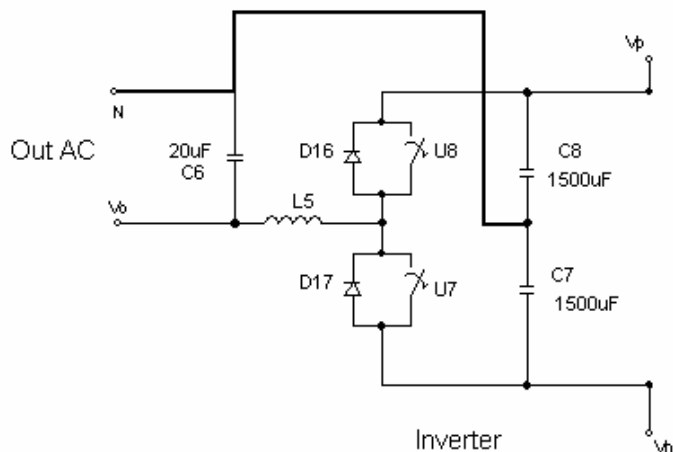 Vp
N
Out AC
20uF
C6
D16
U8
C8
1500uF
Vo
L5
D17
U7
C7
1500uF
Inverter
Vn